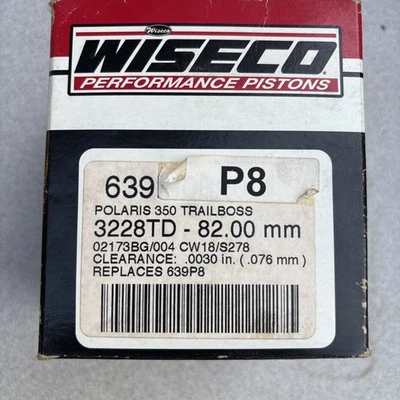 Wiseco
WISECO
PERFORMANCE PISTONS
639 P8
POLARIS 350 TRAILBOSS
3228TD - 82.00 mm
02173BG/004 CW18/S278
CLEARANCE: .0030 in. ( .076 mm )
REPLACES 639P8